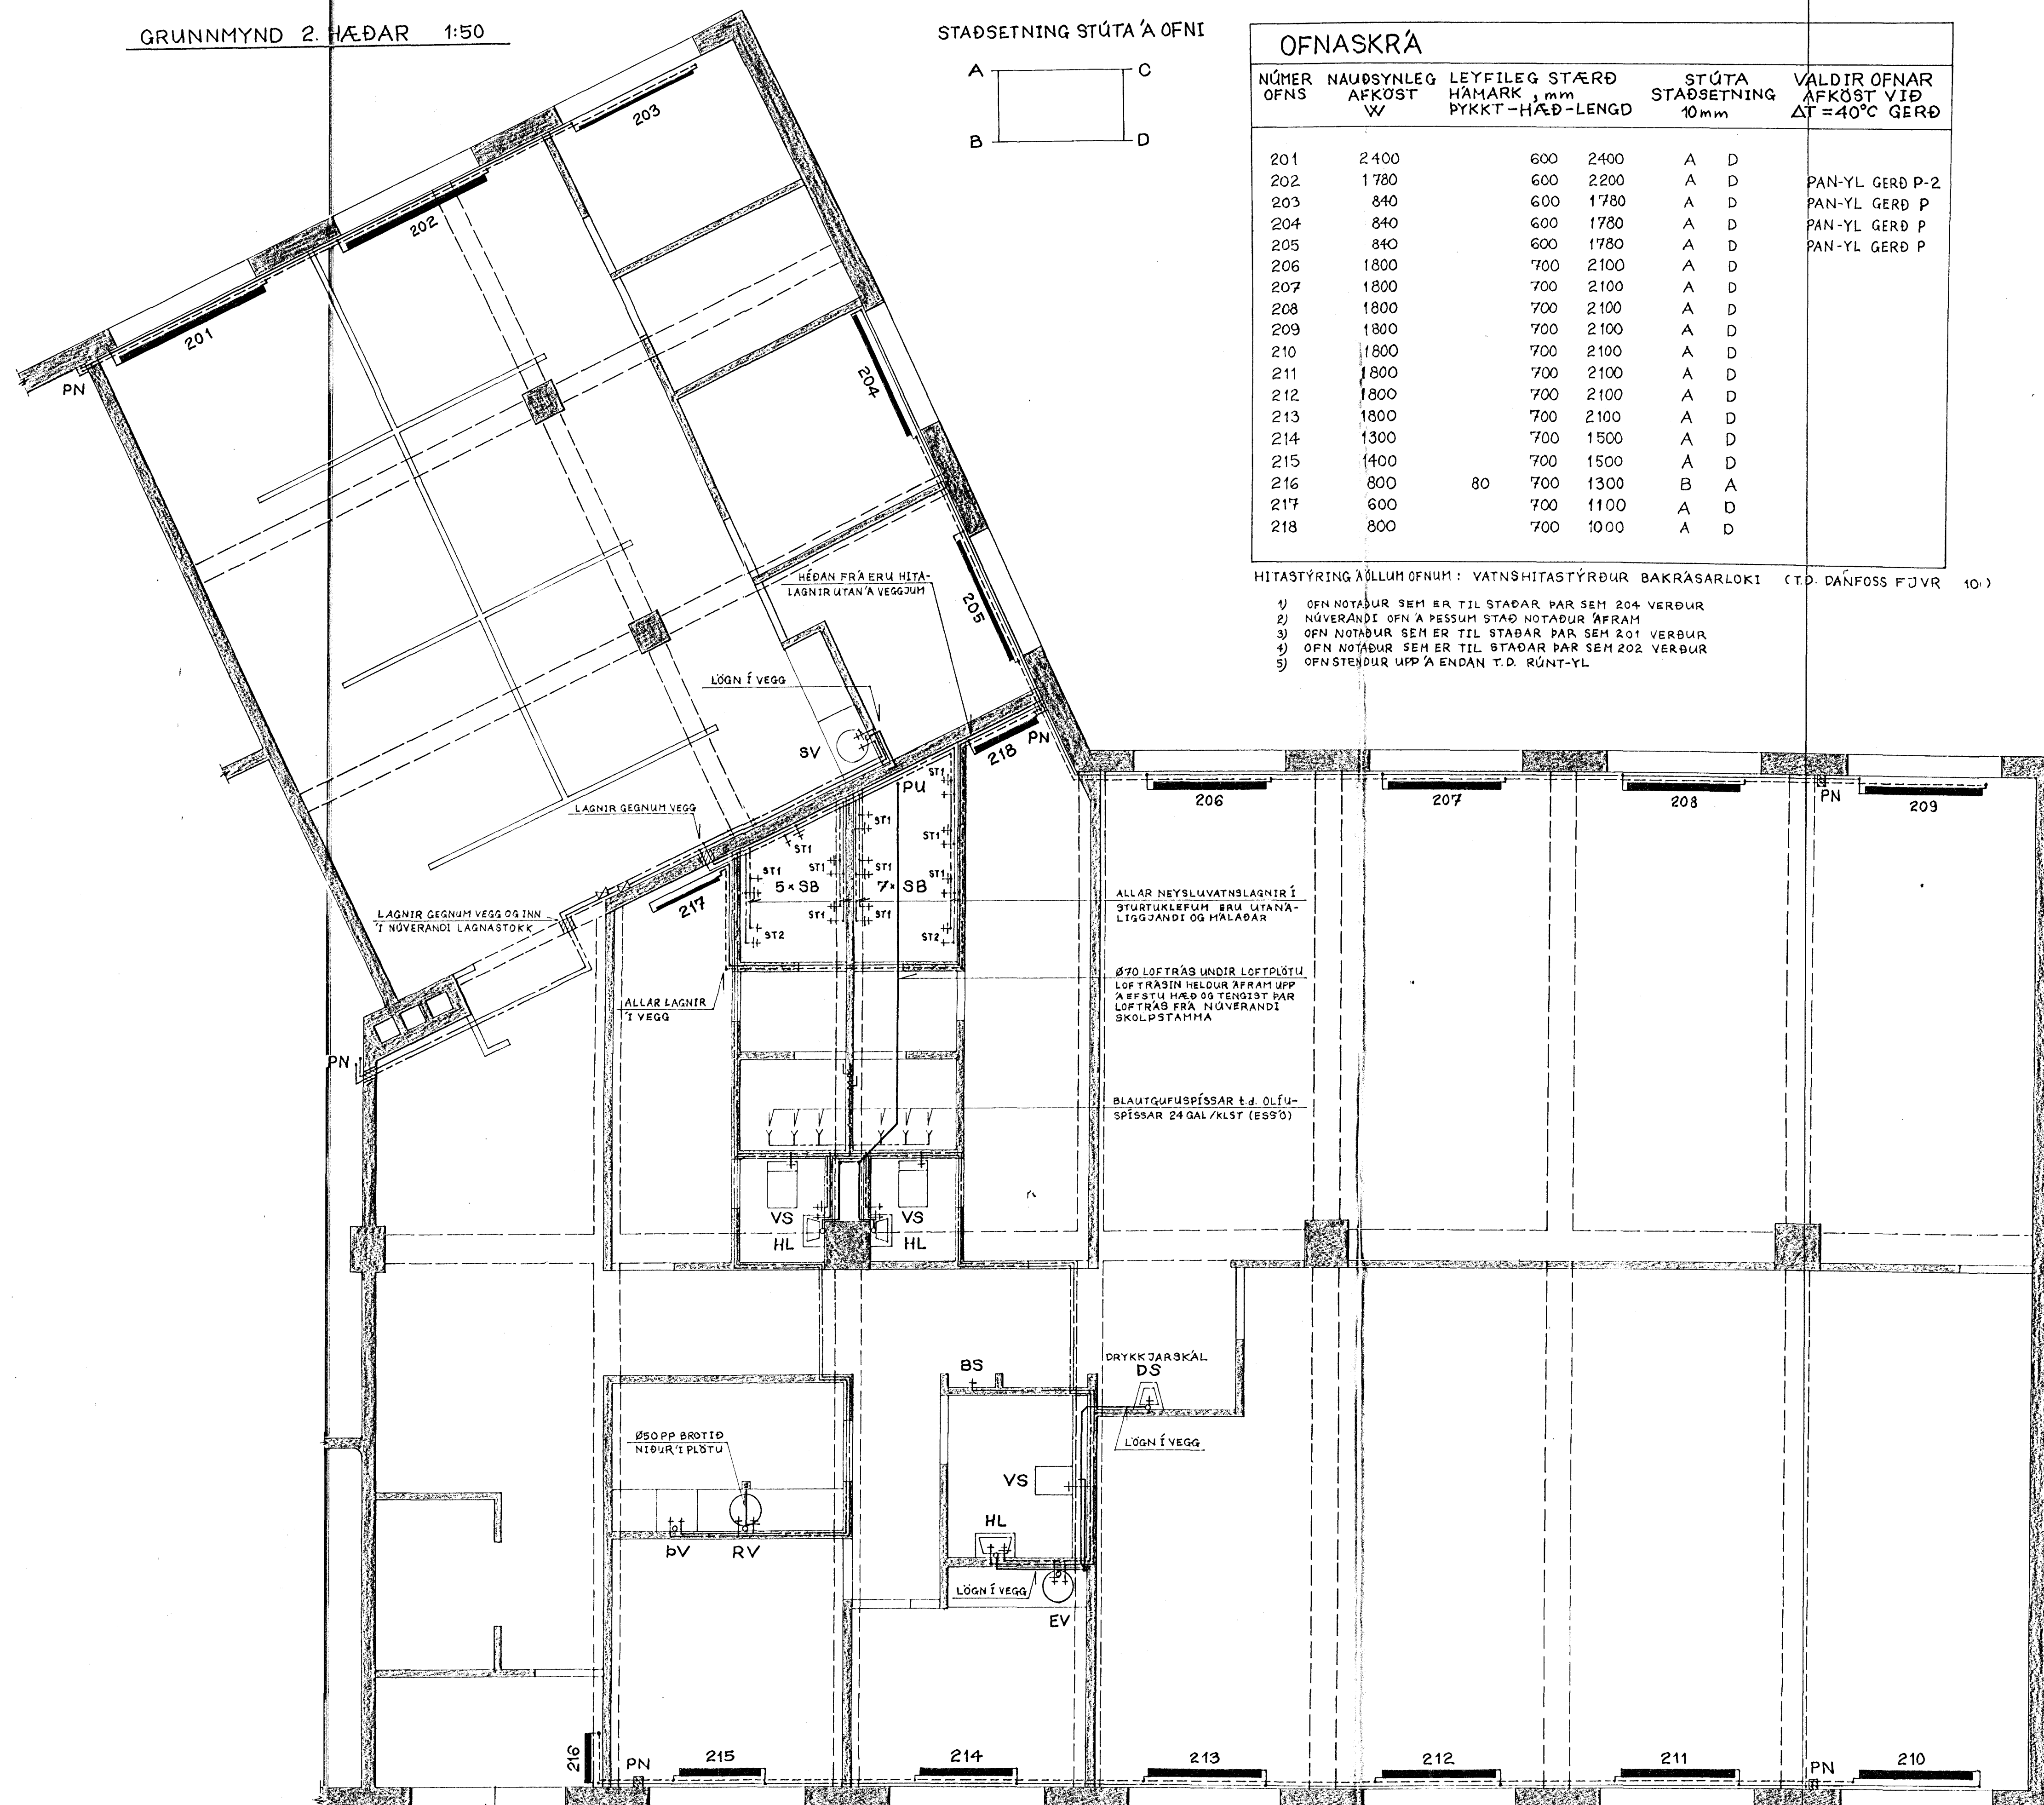 GRUNNMYND 2. HÆÐAR 1:50
STAÐSETNING STÚTA Á OFNI
A C
B D
OFNASKRÁ
NÚMER OFNS NAUÐSYNLEG AFKÖST W LEYFILEG STÆRÐ HÁMARK, mm ÞYKKT-HÆÐ-LENGD STÚTA STAÐSETNING 10mm VALDIR OFNAR AFKÖST VIÐ ΔT=40°C GERÐ
201 2400 600 2400 A D
202 1780 600 2200 A D PAN-YL GERÐ P-2
203 840 600 1780 A D PAN-YL GERÐ P
204 840 600 1780 A D PAN-YL GERÐ P
205 840 600 1780 A D PAN-YL GERÐ P
206 1800 700 2100 A D
207 1800 700 2100 A D
208 1800 700 2100 A D
209 1800 700 2100 A D
210 1800 700 2100 A D
211 1800 700 2100 A D
212 1800 700 2100 A D
213 1800 700 2100 A D
214 1300 700 1500 A D
215 1400 700 1500 A D
216 800 80 700 1300 B A
217 600 700 1100 A D
218 800 700 1000 A D
HITASTÝRING Á ÖLLUM OFNUM: VATNSHITASTÝRÐUR BAKRÁSARLOKI (T.D. DANFOSS FJVR 10)
1) OFN NOTAÐUR SEM ER TIL STAÐAR ÞAR SEM 204 VERÐUR
2) NÚVERANDI OFN Á ÞESSUM STAÐ NOTAÐUR ÁFRAM
3) OFN NOTAÐUR SEM ER TIL STAÐAR ÞAR SEM 201 VERÐUR
4) OFN NOTAÐUR SEM ER TIL STAÐAR ÞAR SEM 202 VERÐUR
5) OFN STENDUR UPP Á ENDAN T.D. RÚNT-YL
203
202
201
PN
204
205
HÉÐAN FRÁ ERU HITA-
LAGNIR UTAN Á VEGGJUM
LÖGN Í VEGG
SV
218
PN
PU
LAGNIR GEGNUM VEGG
206
207
208
PN
209
ST1
ST1
ST1
ST1
ST1
ST1
ST1
ST1
5×SB
7×SB
ST1
ST1
ST2
ST2
217
LAGNIR GEGNUM VEGG OG INN
Í NÚVERANDI LAGNASTOKK
ALLAR NEYSLUVATNSLAGNIR Í
STURTUKLEFUM ERU UTANÁ-
LIGGJANDI OG MÁLAÐAR
ALLAR LAGNIR
Í VEGG
Ø70 LOFTRÁS UNDIR LOFTPLÖTU
LOFTRÁSIN HELDUR ÁFRAM UPP
Á EFSTU HÆÐ OG TENGIST ÞAR
LOFTRÁS FRÁ NÚVERANDI
SKOLPSTAMMA
PN
BLAUTGUFUSPÍSSAR t.d. OLÍU-
SPÍSSAR 24 GAL/KLST (ESSÓ)
VS
VS
HL
HL
BS
DRYKKJARSKÁL
DS
LÖGN Í VEGG
Ø50 PP BROTIÐ
NIÐUR Í PLÖTU
VS
HL
ÞV
RV
LÖGN Í VEGG
EV
216
PN
215
214
213
212
211
PN
210